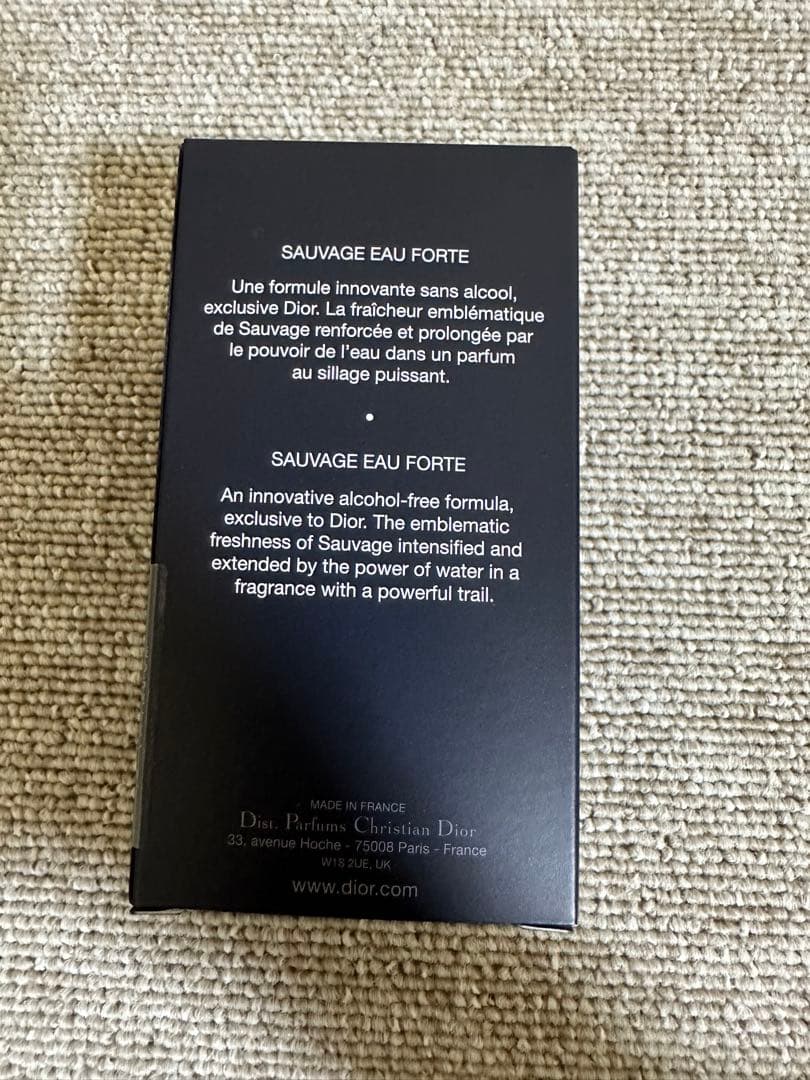 SAUVAGE EAU FORTE
Une formule innovante sans alcool,
exclusive Dior. La fraîcheur emblématique
de Sauvage renforcée et prolongée par
le pouvoir de l'eau dans un parfum
au sillage puissant.
•
SAUVAGE EAU FORTE
An innovative alcohol-free formula,
exclusive to Dior. The emblematic
freshness of Sauvage intensified and
extended by the power of water in a
fragrance with a powerful trail.
MADE IN FRANCE
Dist. Parfums Christian Dior
33, avenue Hoche - 75008 Paris - France
W1S 2UE, UK
www.dior.com